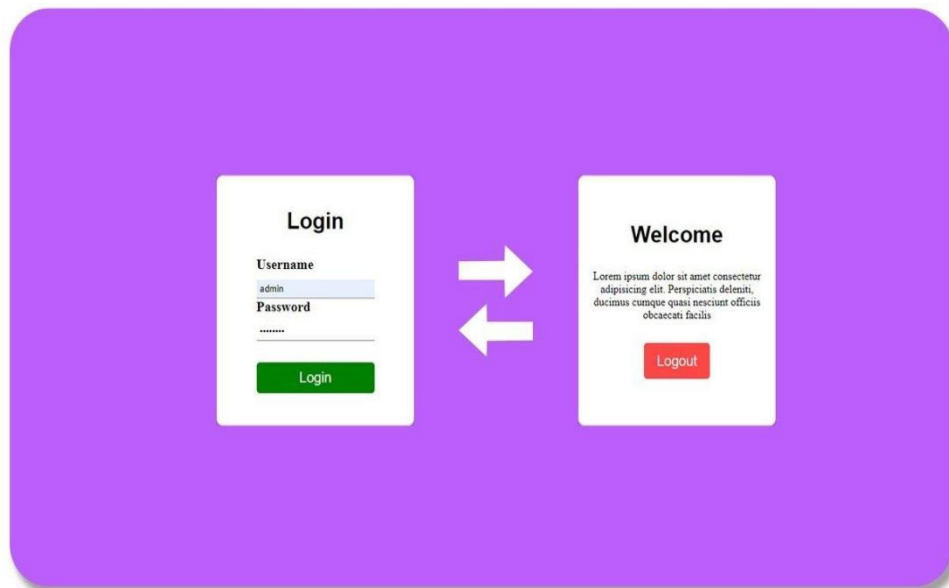 Login
Username
admin
Password
........
Login
Welcome
Lorem ipsum dolor sit amet consectetur
adipisicing elit. Perspiciatis deleniti,
ducimus cumque quasi nesciunt officiis
obcaecati facilis
Logout